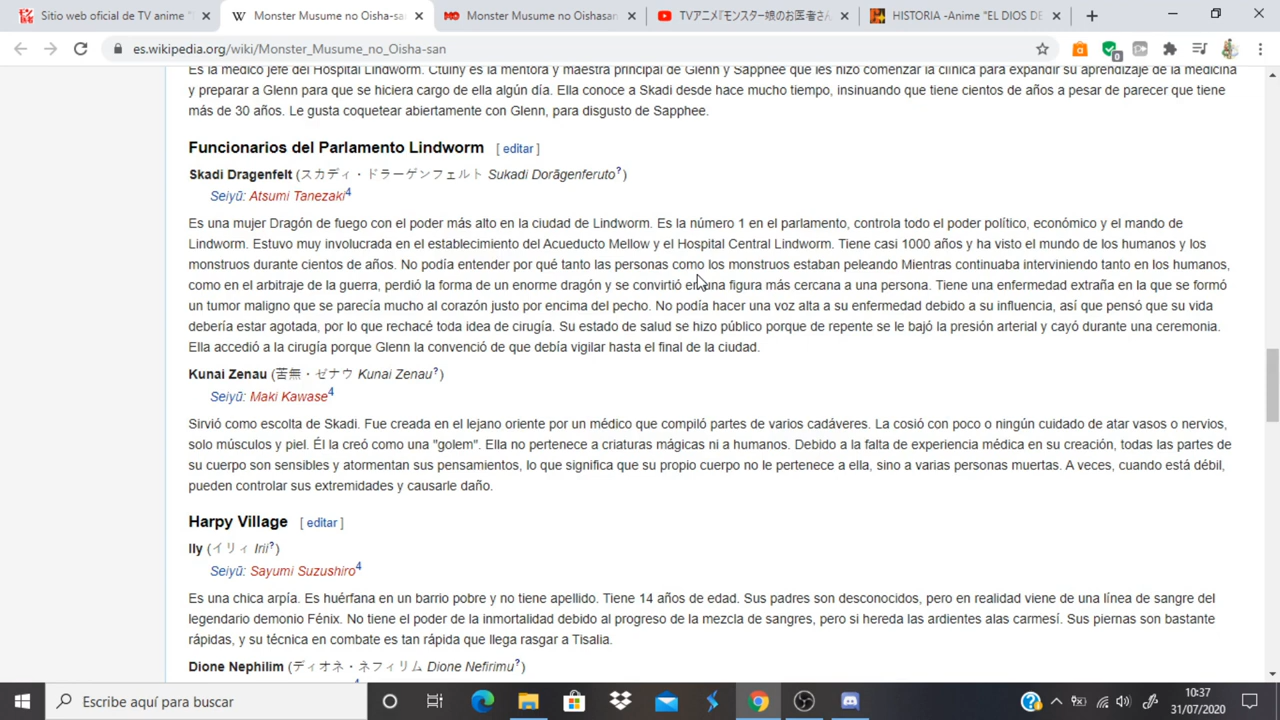 Sitio web oficial de TV anime "
Monster Musume no Oisha-sa
Monster Musume no Oishasan
TVアニメ『モンスター娘のお医者さん
HISTORIA -Anime "EL DIOS DE
es.wikipedia.org/wiki/Monster_Musume_no_Oisha-san
Es la médico jefe del Hospital Lindworm. Ctulhy es la mentora y maestra principal de Glenn y Sapphee que les hizo comenzar la clínica para expandir su aprendizaje de la medicina
y preparar a Glenn para que se hiciera cargo de ella algún día. Ella conoce a Skadi desde hace mucho tiempo, insinuando que tiene cientos de años a pesar de parecer que tiene
más de 30 años. Le gusta coquetear abiertamente con Glenn, para disgusto de Sapphee.
Funcionarios del Parlamento Lindworm [ editar ]
Skadi Dragenfelt (スカディ・ドラーゲンフェルト Sukadi Dorāgenferuto?)
Seiyū: Atsumi Tanezaki4
Es una mujer Dragón de fuego con el poder más alto en la ciudad de Lindworm. Es la número 1 en el parlamento, controla todo el poder político, económico y el mando de
Lindworm. Estuvo muy involucrada en el establecimiento del Acueducto Mellow y el Hospital Central Lindworm. Tiene casi 1000 años y ha visto el mundo de los humanos y los
monstruos durante cientos de años. No podía entender por qué tanto las personas como los monstruos estaban peleando Mientras continuaba interviniendo tanto en los humanos,
como en el arbitraje de la guerra, perdió la forma de un enorme dragón y se convirtió en una figura más cercana a una persona. Tiene una enfermedad extraña en la que se formó
un tumor maligno que se parecía mucho al corazón justo por encima del pecho. No podía hacer una voz alta a su enfermedad debido a su influencia, así que pensó que su vida
debería estar agotada, por lo que rechacé toda idea de cirugía. Su estado de salud se hizo público porque de repente se le bajó la presión arterial y cayó durante una ceremonia.
Ella accedió a la cirugía porque Glenn la convenció de que debía vigilar hasta el final de la ciudad.
Kunai Zenau (苦無・ゼナウ Kunai Zenau?)
Seiyū: Maki Kawase4
Sirvió como escolta de Skadi. Fue creada en el lejano oriente por un médico que compiló partes de varios cadáveres. La cosió con poco o ningún cuidado de atar vasos o nervios,
solo músculos y piel. Él la creó como una "golem". Ella no pertenece a criaturas mágicas ni a humanos. Debido a la falta de experiencia médica en su creación, todas las partes de
su cuerpo son sensibles y atormentan sus pensamientos, lo que significa que su propio cuerpo no le pertenece a ella, sino a varias personas muertas. A veces, cuando está débil,
pueden controlar sus extremidades y causarle daño.
Harpy Village [ editar ]
Ily (イリィ Irii?)
Seiyū: Sayumi Suzushiro4
Es una chica arpía. Es huérfana en un barrio pobre y no tiene apellido. Tiene 14 años de edad. Sus padres son desconocidos, pero en realidad viene de una línea de sangre del
legendario demonio Fénix. No tiene el poder de la inmortalidad debido al progreso de la mezcla de sangres, pero si hereda las ardientes alas carmesí. Sus piernas son bastante
rápidas, y su técnica en combate es tan rápida que llega rasgar a Tisalia.
Dione Nephilim (ディオネ・ネフィリム Dione Nefirimu?)
Escribe aquí para buscar
10:37
31/07/2020